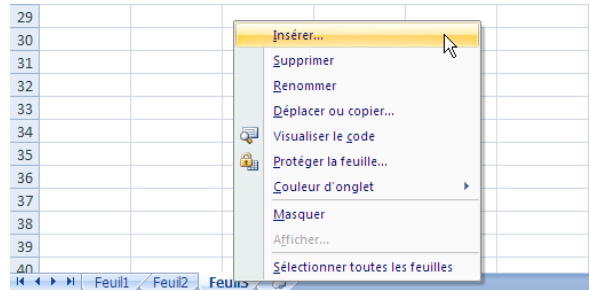 29
30
31
32
33
34
35
36
37
38
39
40
Insérer...
Supprimer
Renommer
Déplacer ou copier...
Visualiser le code
Protéger la feuille...
Couleur d'onglet
Masquer
Afficher...
Sélectionner toutes les feuilles
Feuil1 Feuil2 Feuil3